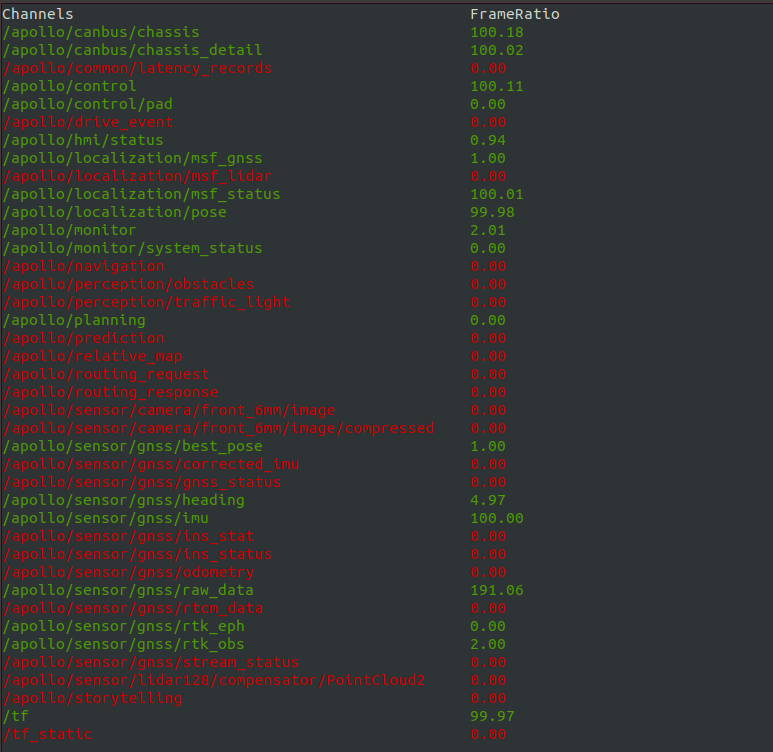 Channels FrameRatio
/apollo/canbus/chassis 100.18
/apollo/canbus/chassis_detail 100.02
/apollo/common/latency_records 0.00
/apollo/control 100.11
/apollo/control/pad 0.00
/apollo/drive_event 0.00
/apollo/hmi/status 0.94
/apollo/localization/msf_gnss 1.00
/apollo/localization/msf_lidar 0.00
/apollo/localization/msf_status 100.01
/apollo/localization/pose 99.98
/apollo/monitor 2.01
/apollo/monitor/system_status 0.00
/apollo/navigation 0.00
/apollo/perception/obstacles 0.00
/apollo/perception/traffic_light 0.00
/apollo/planning 0.00
/apollo/prediction 0.00
/apollo/relative_map 0.00
/apollo/routing_request 0.00
/apollo/routing_response 0.00
/apollo/sensor/camera/front_6mm/image 0.00
/apollo/sensor/camera/front_6mm/image/compressed 0.00
/apollo/sensor/gnss/best_pose 1.00
/apollo/sensor/gnss/corrected_imu 0.00
/apollo/sensor/gnss/gnss_status 0.00
/apollo/sensor/gnss/heading 4.97
/apollo/sensor/gnss/imu 100.00
/apollo/sensor/gnss/ins_stat 0.00
/apollo/sensor/gnss/ins_status 0.00
/apollo/sensor/gnss/odometry 0.00
/apollo/sensor/gnss/raw_data 191.06
/apollo/sensor/gnss/rtcm_data 0.00
/apollo/sensor/gnss/rtk_eph 0.00
/apollo/sensor/gnss/rtk_obs 2.00
/apollo/sensor/gnss/stream_status 0.00
/apollo/sensor/lidar128/compensator/PointCloud2 0.00
/apollo/storytelling 0.00
/tf 99.97
/tf_static 0.00